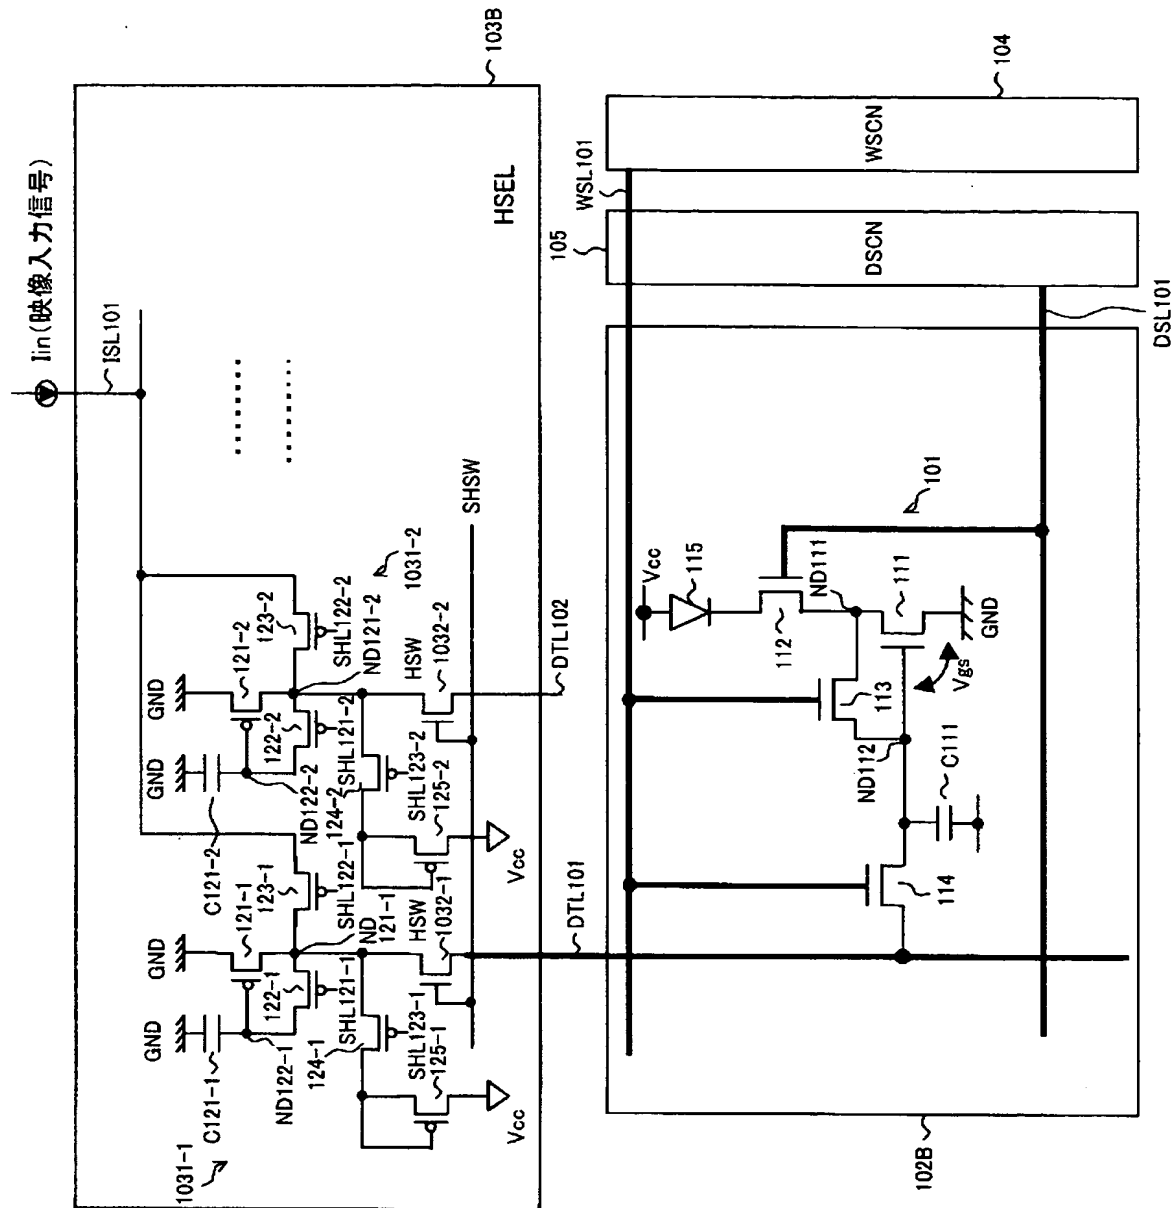 Iin(映像入力信号)
ISL101
103B
HSEL
GND
GND
GND
GND
C121-1
121-1
C121-2
121-2
1031-1
122-1
123-1
122-2
123-2
1031-2
ND122-1
SHL121-1
ND
121-1
SHL122-1
ND122-2
SHL121-2
ND121-2
SHL122-2
124-1
SHL123-1
125-1
HSW
1032-1
124-2
SHL123-2
125-2
HSW
1032-2
SHSW
Vcc
Vcc
DTL101
DTL102
WSL101
105
104
WSCN
DSCN
DSL101
Vcc
115
101
112
ND111
113
111
GND
Vgs
ND112
C111
114
102B